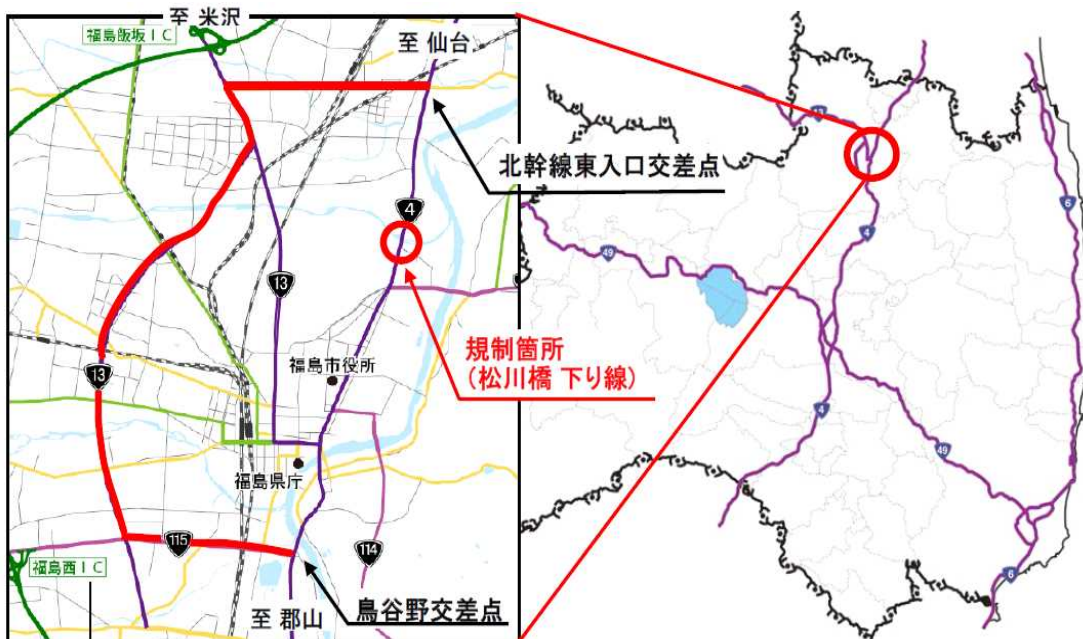 至 米沢
福島飯坂IC
至 仙台
北幹線東入口交差点
4
13
規制箇所
(松川橋 下り線)
福島市役所
13
福島県庁
115
114
福島西IC
鳥谷野交差点
至 郡山
13
6
4
49
4
49
6